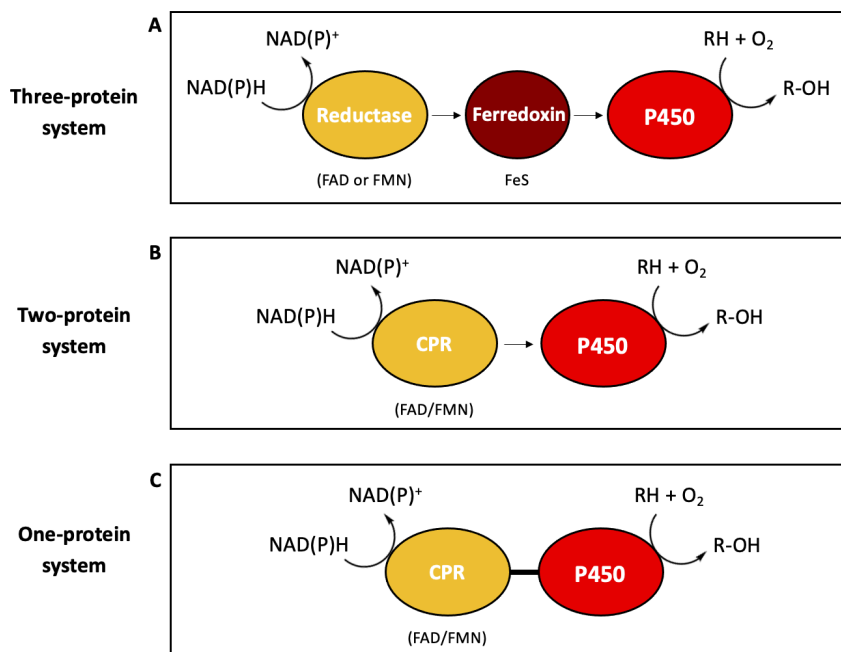 A
Three-protein
system
NAD(P)⁺
NAD(P)H
RH + O₂
R-OH
Reductase
Ferredoxin
P450
(FAD or FMN)
FeS
B
Two-protein
system
NAD(P)⁺
NAD(P)H
RH + O₂
R-OH
CPR
P450
(FAD/FMN)
C
One-protein
system
NAD(P)⁺
NAD(P)H
RH + O₂
R-OH
CPR
P450
(FAD/FMN)